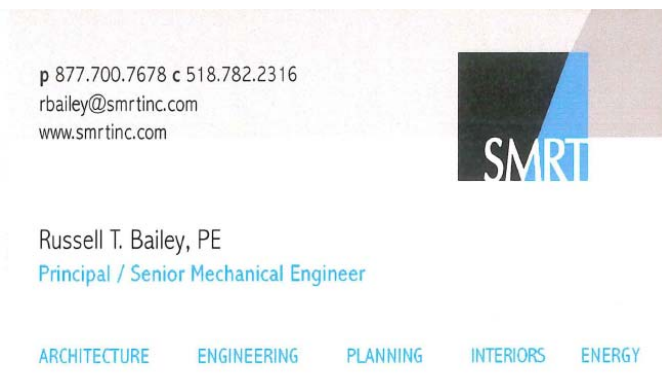 p 877.700.7678 c 518.782.2316
rbailey@smrtinc.com
www.smrtinc.com
SMRT
Russell T. Bailey, PE
Principal / Senior Mechanical Engineer
ARCHITECTURE ENGINEERING PLANNING INTERIORS ENERGY